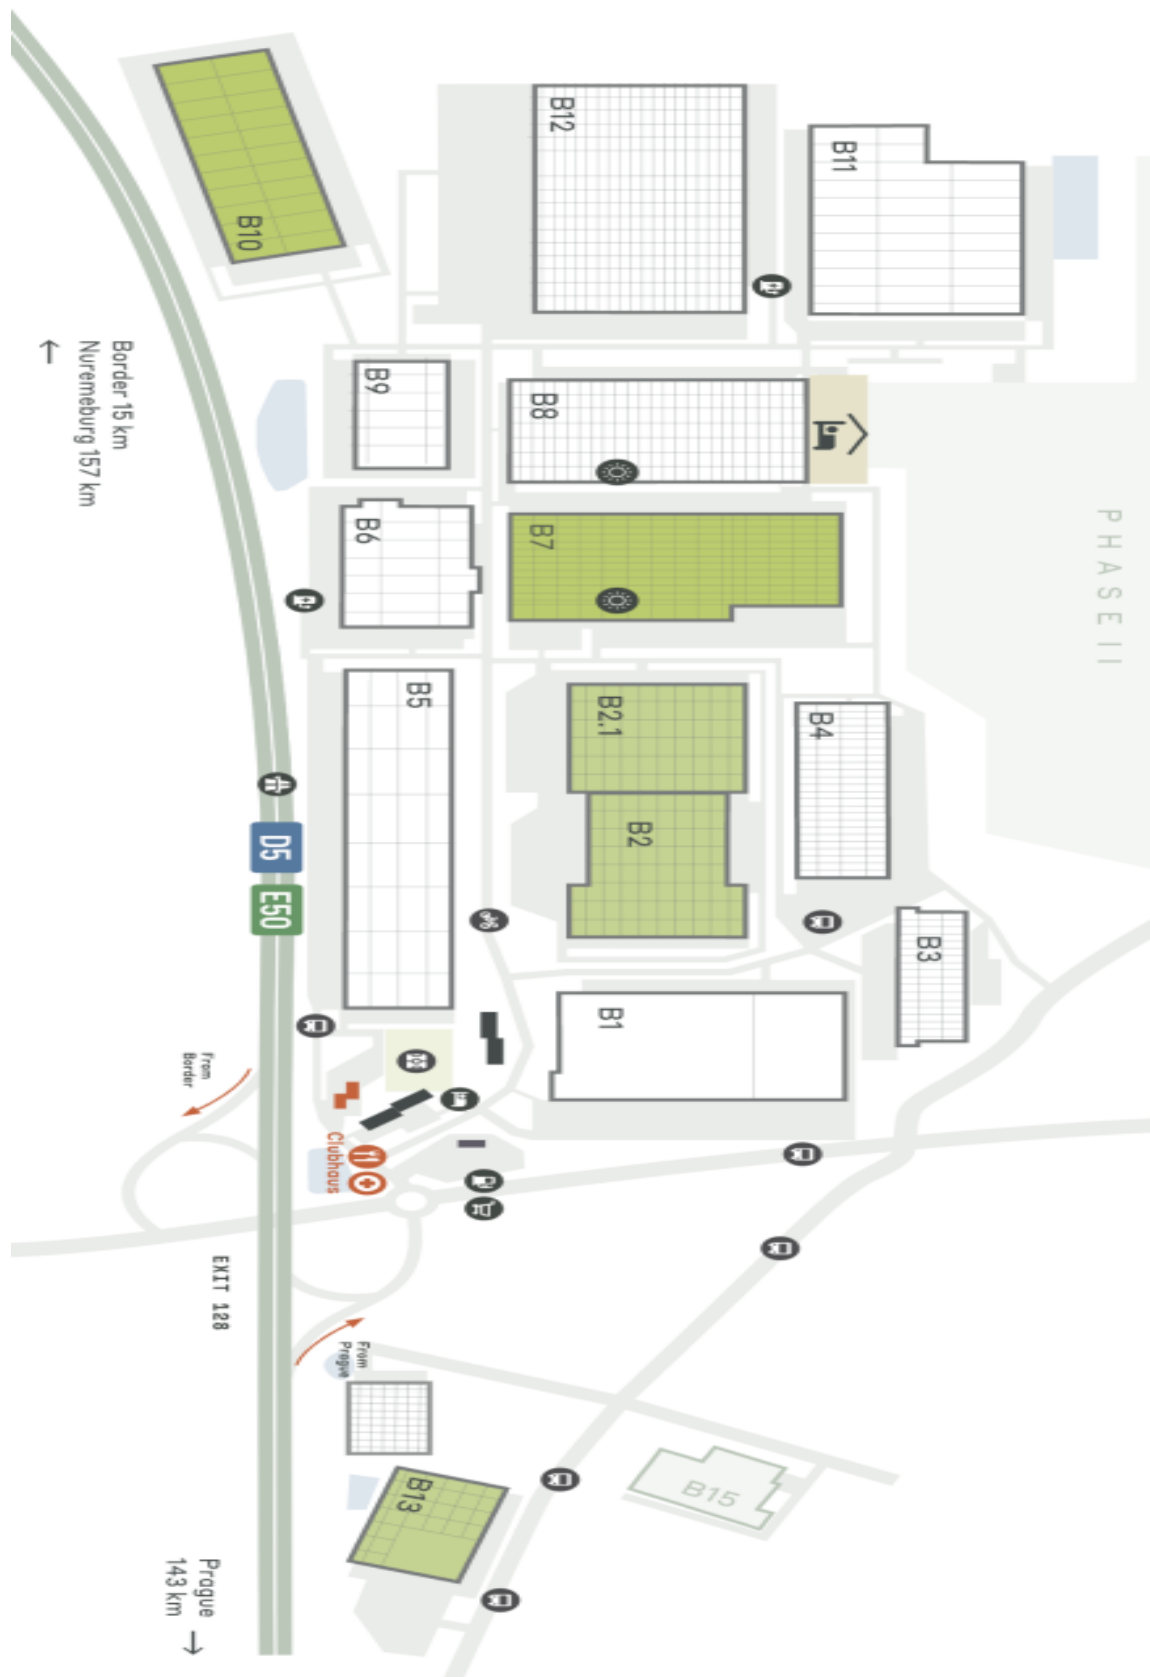 B10
B12
B11
Border 15 km
Nuremeburg 157 km
B9
B8
B6
B7
PHASE II
B5
B2.1
B4
B2
D5
E50
B3
B1
From
Border
Clubhaus
EXIT 128
From
Prague
B13
B15
Prague
143 km